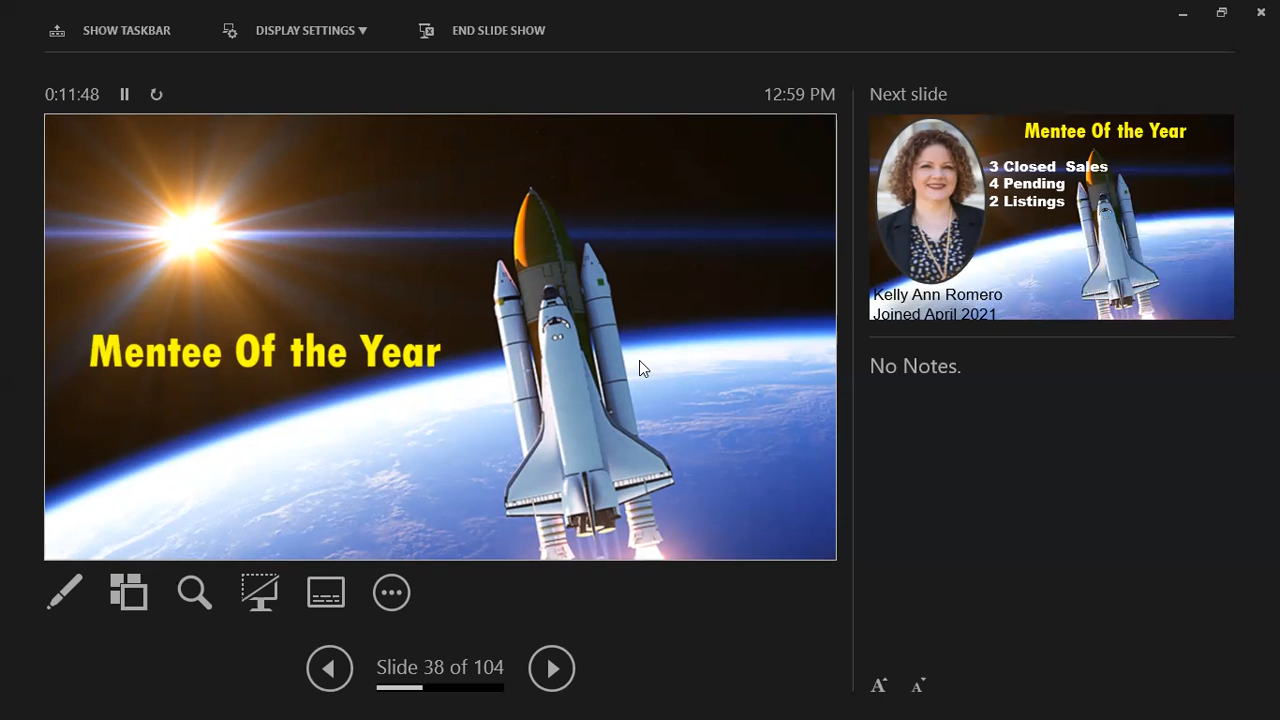 SHOW TASKBAR
DISPLAY SETTINGS
END SLIDE SHOW
0:11:48
12:59 PM
Next slide
Mentee Of the Year
Mentee Of the Year
3 Closed Sales
4 Pending
2 Listings
Kelly Ann Romero
Joined April 2021
No Notes.
Slide 38 of 104
A
A